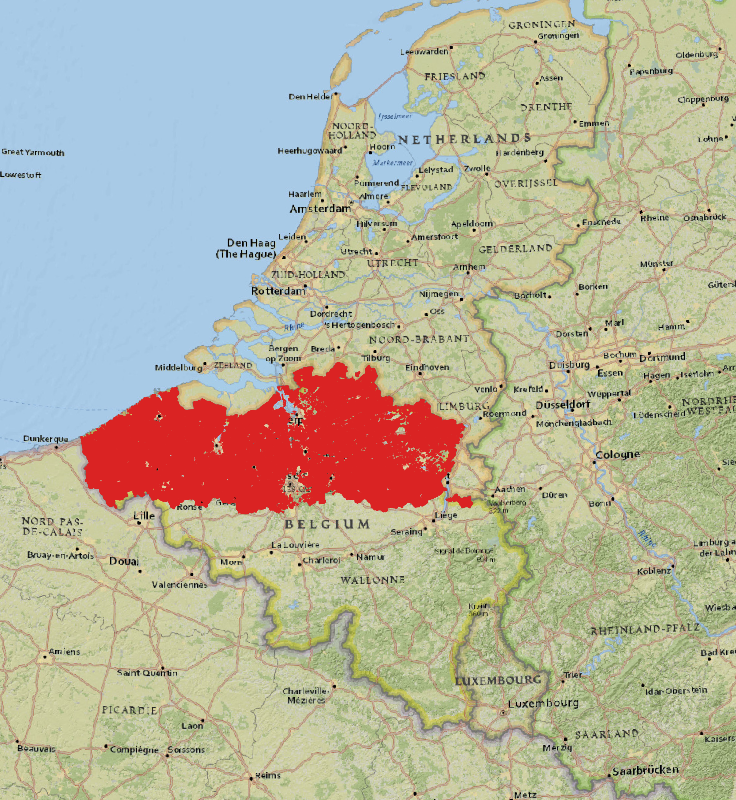 GRONINGEN
Groningen
Leeuwarden
Oldenburg
FRIESLAND
Papenburg
Assen
Den Helder
Cloppenburg
DRENTHE
Ijsselmeer
Emmen
NOORD-
HOLLAND
NETHERLANDS
Lohne
Great Yarmouth
Heerhugowaard
Hoorn
Hardenberg
Markermeer
Lowestoft
Lelystad
Zwolle
Purmerend
FLEVOLAND
OVERIJSSEL
Haarlem
Almere
Amsterdam
Rheine
Osnabrück
Hilversum
Apeldoorn
Enschede
Leiden
Amersfoort
Den Haag
(The Hague)
Utrecht
GELDERLAND
UTRECHT
Münster
ZUID-HOLLAND
Arnhem
Rotterdam
Nijmegen
Bocholt
Borken
Güters
Dordrecht
Oss
Rhine
's Hertogenbosch
Marl
Hamm
Dorsten
NOORD-BRABANT
Bergen
op Zoom
Breda
Tilburg
Bochum
Dortmund
Middelburg
ZEELAND
Eindhoven
Duisburg
Essen
Hagen
Iserlohn
Venlo
Krefeld
Wuppertal
Düsseldorf
LIMBURG
Roermond
Lüdenscheid
NORDRHE
WESTFAL
Mönchengladbach
Dunkerque
Cologne
Aachen
Düren
Bonn
Ronse
Lille
Liège
NORD PAS-
DE-CALAIS
BELGIUM
Seraing
Rhine
La Louvière
Bruay-en-Artois
Douai
Mons
Charleroi
Namur
Limburg a
der Lahn
Koblenz
Valenciennes
WALLONNE
Wiesba
RHEINLAND-PFALZ
Amiens
Bad Kreu
Saint Quentin
Trier
LUXEMBOURG
Charleville-
Mézières
Idar-Oberstein
PICARDIE
Luxembourg
Laon
SAARLAND
Kaisers
Beauvais
Compiègne
Soissons
Merzig
Reims
Saarbrücken
Metz